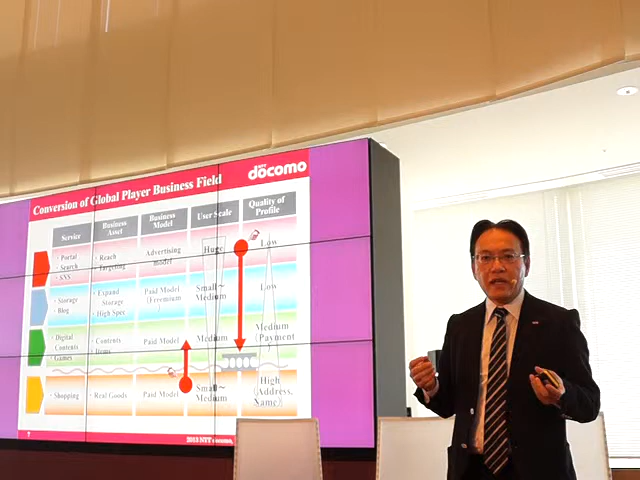 Conversion of Global Player Business Field
NTT
döcomo
Service
Business
Asset
Business
Model
User Scale
Quality of
Profile
・Portal
・Search
・SNS
・Reach
・Targeting
Advertising
model
Huge
Low
・Storage
・Blog
・Expand
Storage
・High Spec
Paid Model
(Freemium)
Small～
Medium
Low
・Digital
Contents
・Games
・Contents
・Items
Paid Model
Medium
Medium
(Payment
・Shopping
・Real Goods
Paid Model
Small～
Medium
High
(Address,
Name)
7
2013 NTT docomo,